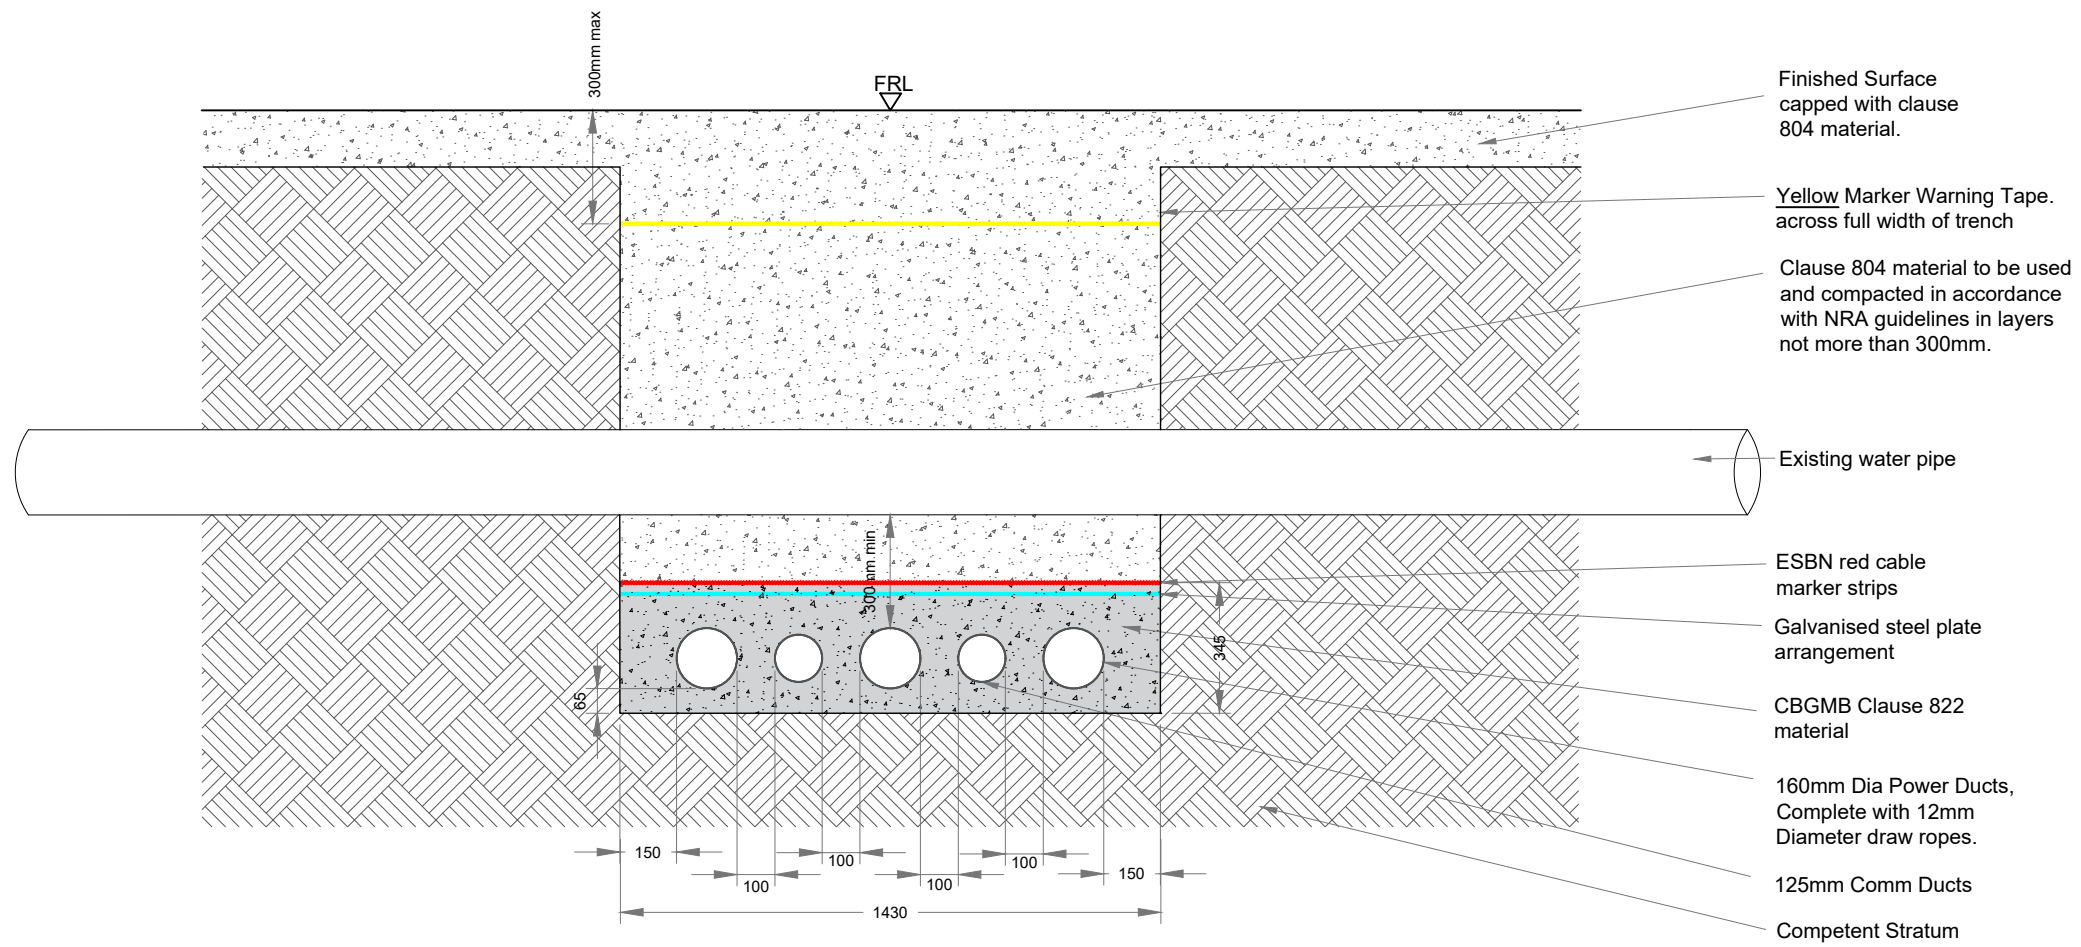 300mm max
FRL
Finished Surface
capped with clause
804 material.
Yellow Marker Warning Tape.
across full width of trench
Clause 804 material to be used
and compacted in accordance
with NRA guidelines in layers
not more than 300mm.
Existing water pipe
300mm min
ESBN red cable
marker strips
Galvanised steel plate
arrangement
345
65
CBGMB Clause 822
material
160mm Dia Power Ducts,
Complete with 12mm
Diameter draw ropes.
150
100
100
100
100
150
125mm Comm Ducts
1430
Competent Stratum